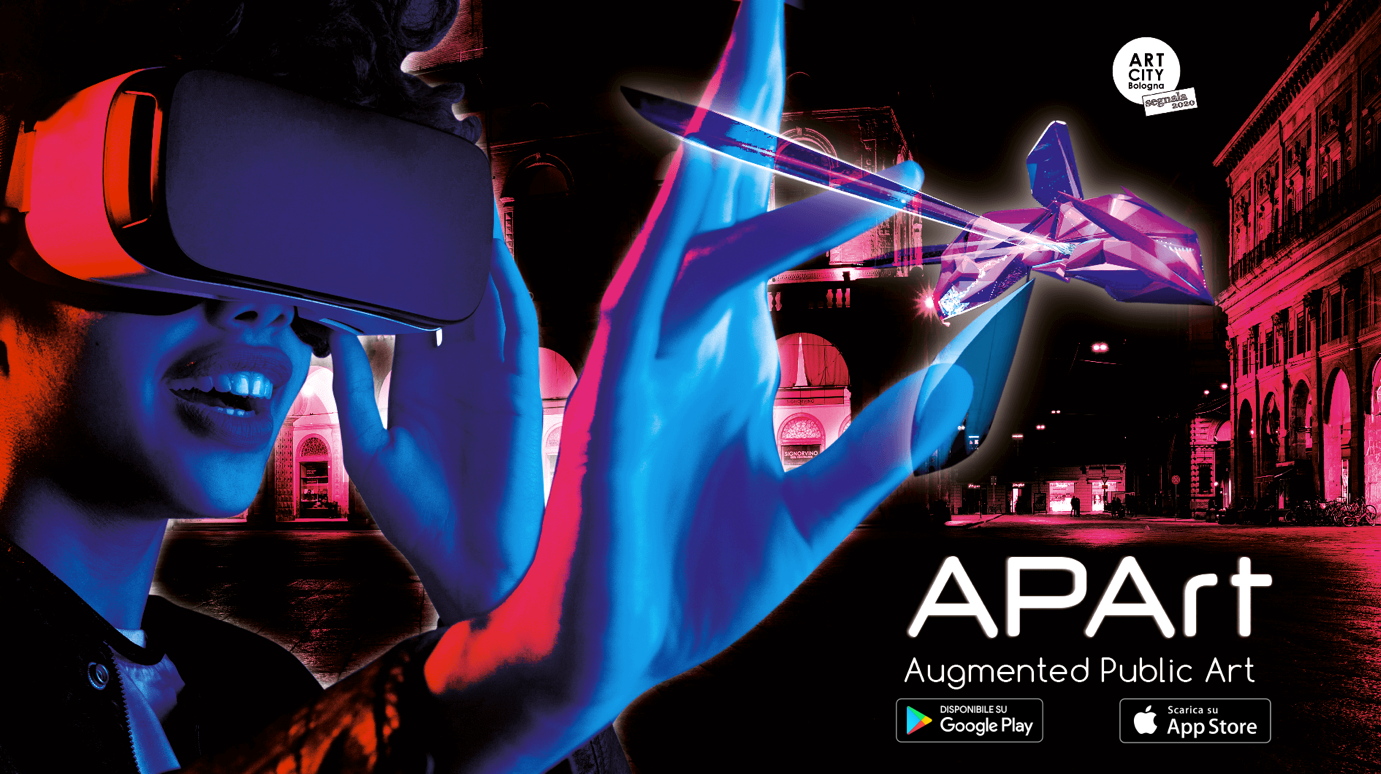 ART
CITY
Bologna
segnala
2020
SIGNORVINO
APArt
Augmented Public Art
DISPONIBILE SU
Google Play
Scarica su
App Store